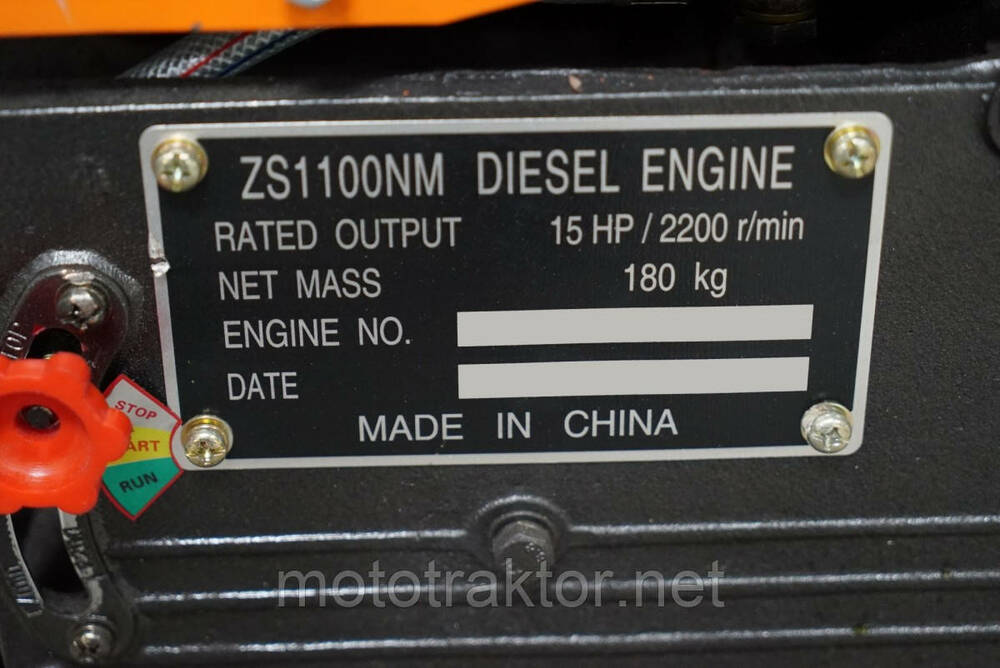 ZS1100NM DIESEL ENGINE
RATED OUTPUT 15 HP / 2200 r/min
NET MASS 180 kg
ENGINE NO.
DATE
MADE IN CHINA
STOP
ART
RUN
mototraktor.net